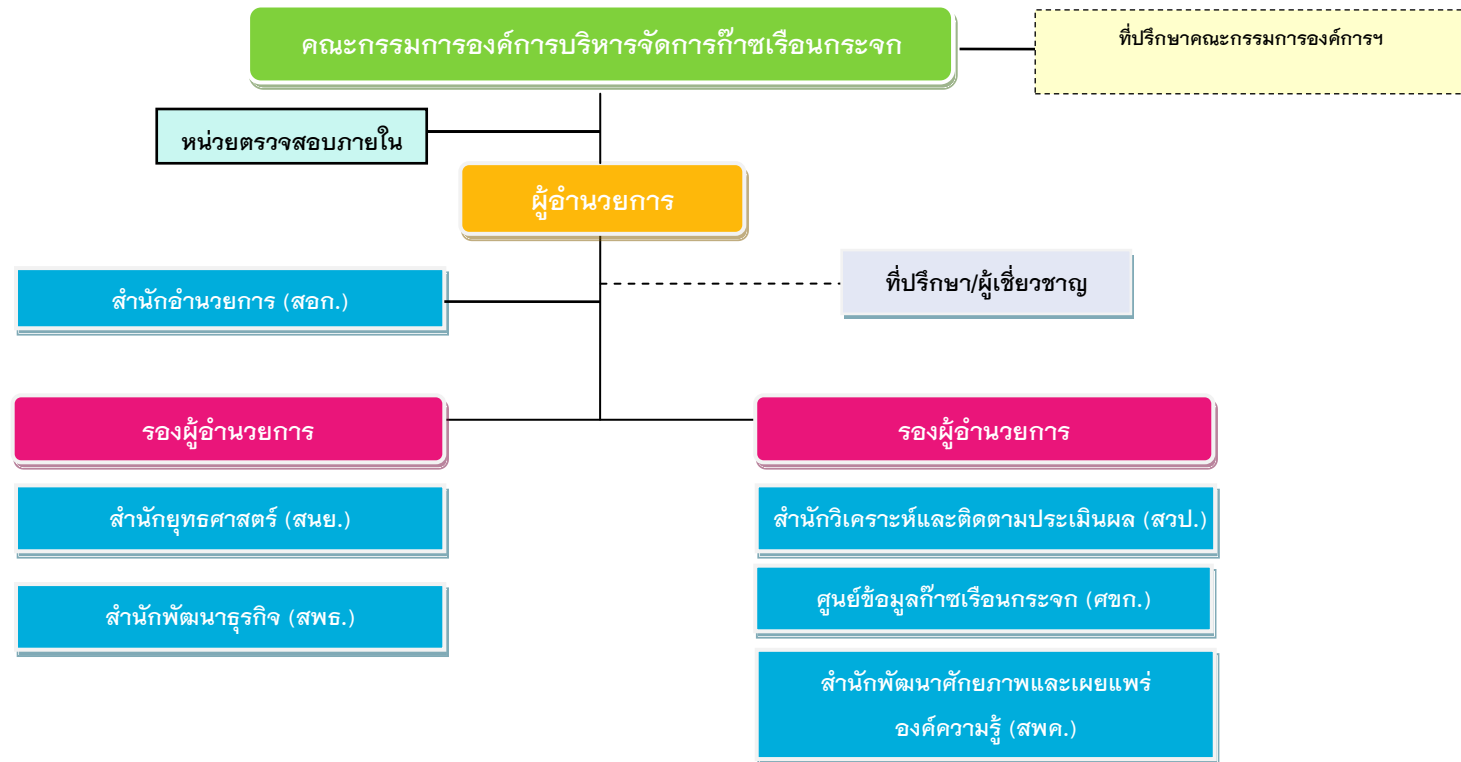 คณะกรรมการองค์การบริหารจัดการก๊าซเรือนกระจก
ที่ปรึกษาคณะกรรมการองค์การฯ
หน่วยตรวจสอบภายใน
ผู้อำนวยการ
ที่ปรึกษา/ผู้เชี่ยวชาญ
สำนักอำนวยการ (สอก.)
รองผู้อำนวยการ
สำนักยุทธศาสตร์ (สนย.)
สำนักพัฒนาธุรกิจ (สพธ.)
รองผู้อำนวยการ
สำนักวิเคราะห์และติดตามประเมินผล (สวป.)
ศูนย์ข้อมูลก๊าซเรือนกระจก (ศขก.)
สำนักพัฒนาศักยภาพและเผยแพร่
องค์ความรู้ (สพค.)